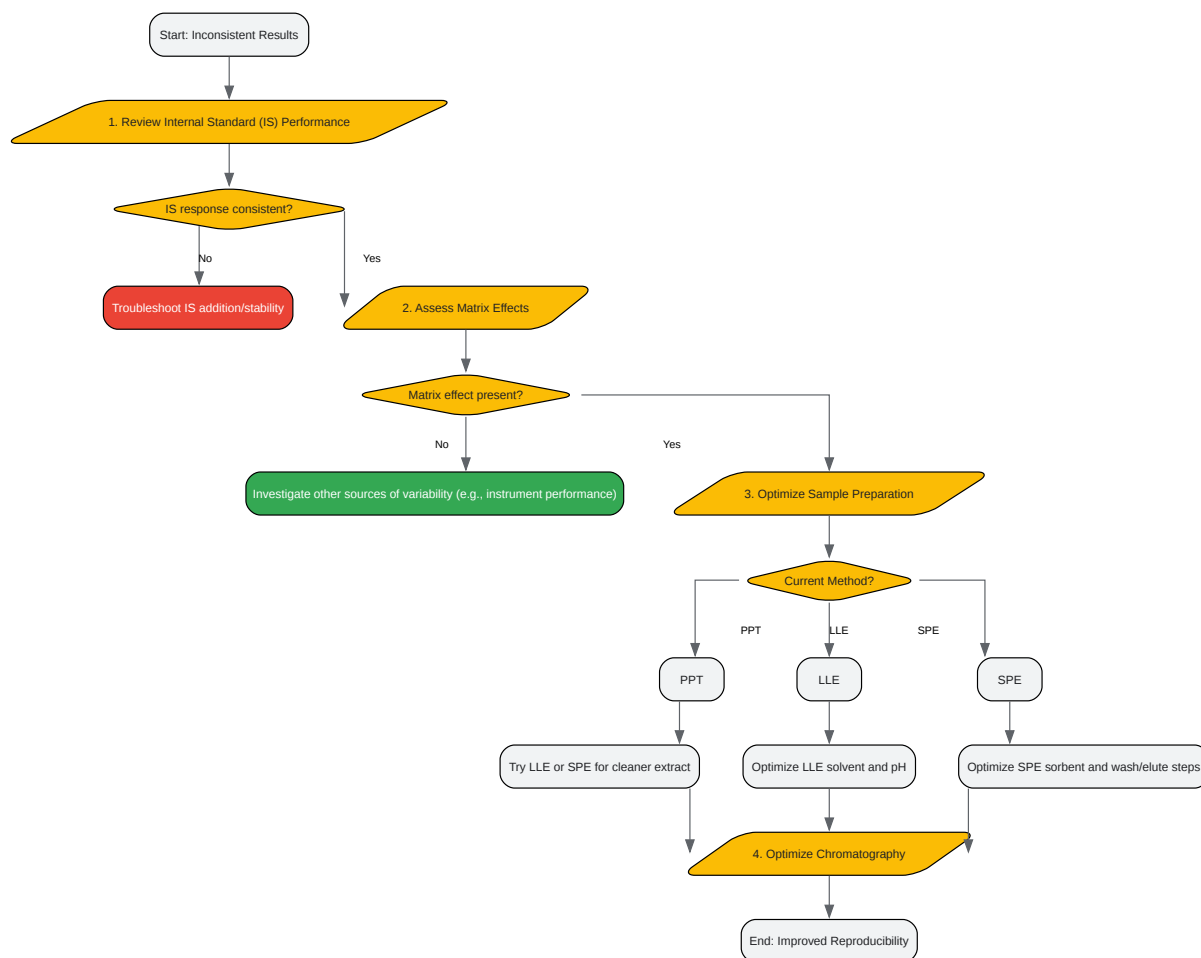 Start: Inconsistent Results
1. Review Internal Standard (IS) Performance
IS response consistent?
No
Yes
Troubleshoot IS addition/stability
2. Assess Matrix Effects
Matrix effect present?
No
Yes
Investigate other sources of variability (e.g., instrument performance)
3. Optimize Sample Preparation
Current Method?
PPT
LLE
SPE
PPT
LLE
SPE
Try LLE or SPE for cleaner extract
Optimize LLE solvent and pH
Optimize SPE sorbent and wash/elute steps
4. Optimize Chromatography
End: Improved Reproducibility